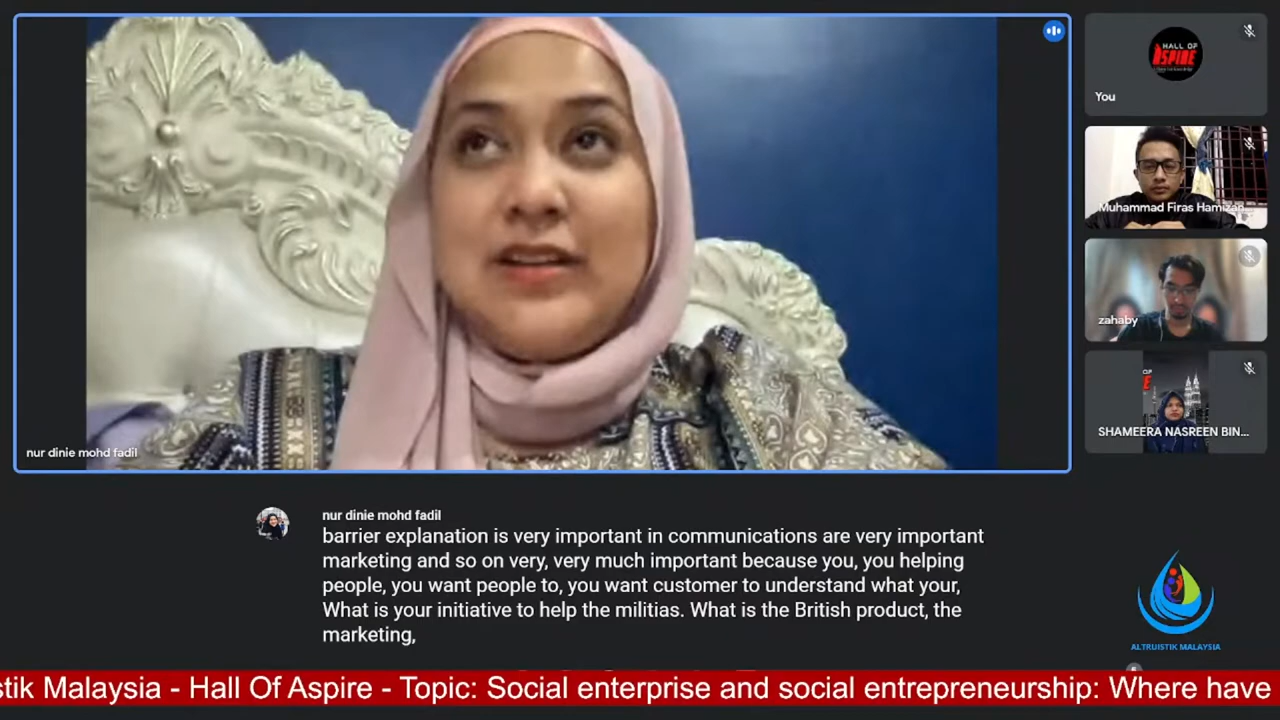 nur dinie mohd fadil
HALL OF
ASPIRE
You
Muhammad Firas Hamizan
zahaby
SHAMEERA NASREEN BIN...
nur dinie mohd fadil
barrier explanation is very important in communications are very important
marketing and so on very, very much important because you, you helping
people, you want people to, you want customer to understand what your,
What is your initiative to help the militias. What is the British product, the
marketing,
ALTRUISTIK MALAYSIA
stik Malaysia - Hall Of Aspire - Topic: Social enterprise and social entrepreneurship: Where have